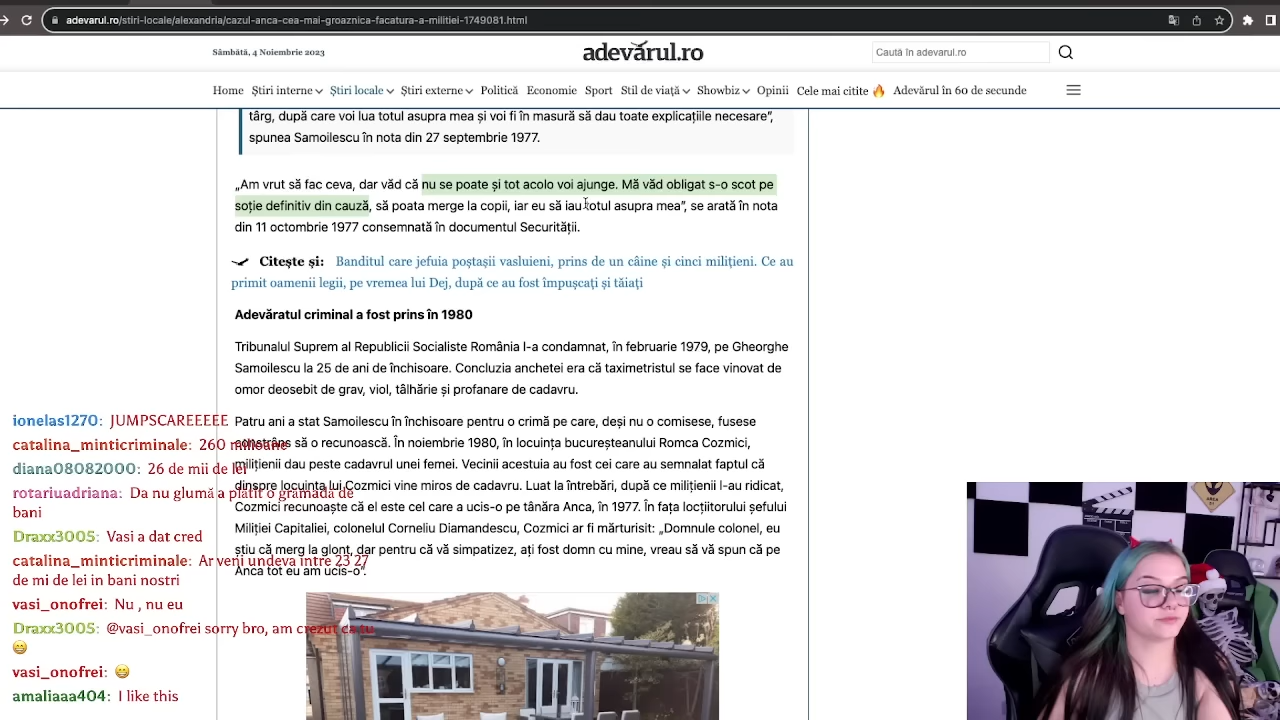 adevarul.ro/stiri-locale/alexandria/cazul-anca-cea-mai-groaznica-facatura-a-militiei-1749081.html
Sâmbătă, 4 Noiembrie 2023
adevărul.ro
Caută în adevarul.ro
Home Știri interne Știri locale Știri externe Politică Economie Sport Stil de viață Showbiz Opinii Cele mai citite 🔥 Adevărul în 60 de secunde
târg, după care voi lua totul asupra mea și voi fi în masură să dau toate explicațiile necesare”,
spunea Samoilescu în nota din 27 septembrie 1977.
„Am vrut să fac ceva, dar văd că nu se poate și tot acolo voi ajunge. Mă văd obligat s-o scot pe
soție definitiv din cauză, să poata merge la copii, iar eu să iau totul asupra mea”, se arată în nota
din 11 octombrie 1977 consemnată în documentul Securității.
Citește și: Banditul care jefuia poștașii vasluieni, prins de un câine și cinci milițieni. Ce au
primit oamenii legii, pe vremea lui Dej, după ce au fost împușcați și tăiați
Adevăratul criminal a fost prins în 1980
Tribunalul Suprem al Republicii Socialiste România l-a condamnat, în februarie 1979, pe Gheorghe
Samoilescu la 25 de ani de închisoare. Concluzia anchetei era că taximetristul se face vinovat de
omor deosebit de grav, viol, tâlhărie și profanare de cadavru.
Patru ani a stat Samoilescu în închisoare pentru o crimă pe care, deși nu o comisese, fusese
constrâns să o recunoască. În noiembrie 1980, în locuința bucureșteanului Romca Cozmici,
milițienii dau peste cadavrul unei femei. Vecinii acestuia au fost cei care au semnalat faptul că
dinspre locuința lui Cozmici vine miros de cadavru. Luat la întrebări, după ce milițienii l-au ridicat,
Cozmici recunoaște că el este cel care a ucis-o pe tânăra Anca, în 1977. În fața locțiitorului șefului
Miliției Capitaliei, colonelul Corneliu Diamandescu, Cozmici ar fi mărturisit: „Domnule colonel, eu
știu că merg la glonț, dar pentru că vă simpatizez, ați fost domn cu mine, vreau să vă spun că pe
Anca tot eu am ucis-o”.
ionelas1270: JUMPSCAREEEEE
catalina_minticriminale: 260 milioane
diana08082000: 26 de mii de lei
rotariuadriana: Da nu glumă a platit o gramada de
bani
Draxx3005: Vasi a dat cred
catalina_minticriminale: Ar veni undeva intre 23 27
de mi de lei in bani nostri
vasi_onofrei: Nu , nu eu
Draxx3005: @vasi_onofrei sorry bro, am crezut ca tu
😁
vasi_onofrei: 😁
amaliaaa404: I like this